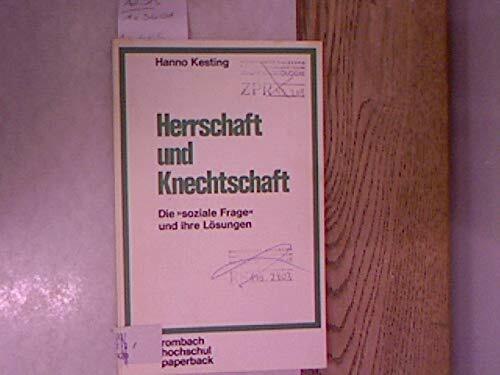 Hanno Kesting
ZPR
Herrschaft
und
Knechtschaft
Die »soziale Frage«
und ihre Lösungen
rombach
hochschul
paperback